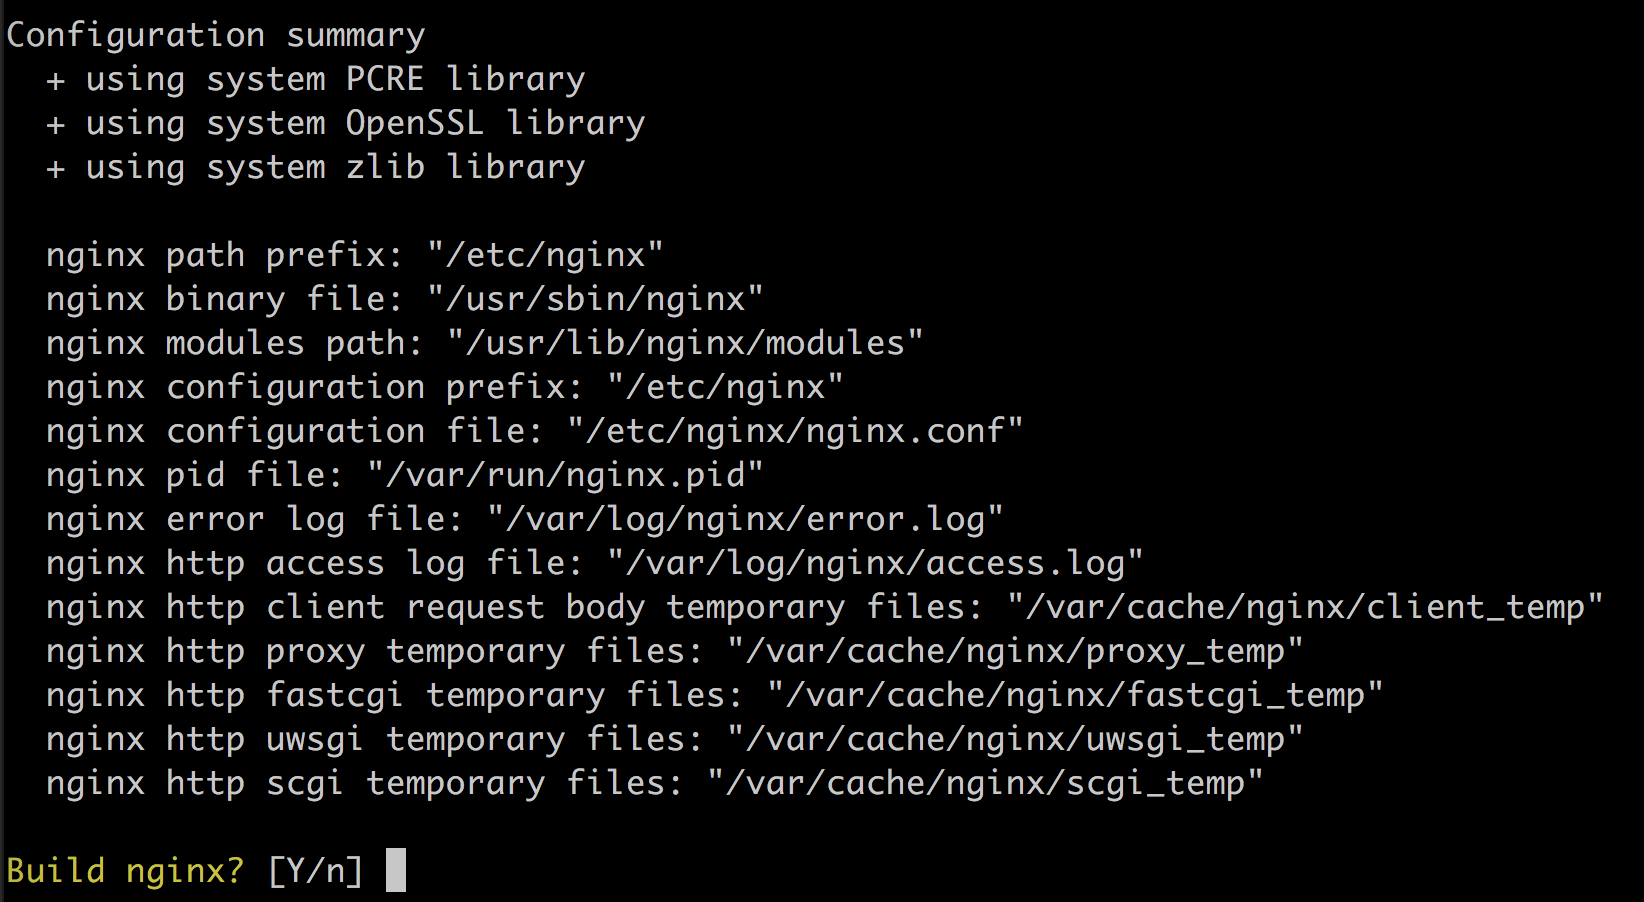 Configuration summary
  + using system PCRE library
  + using system OpenSSL library
  + using system zlib library

  nginx path prefix: "/etc/nginx"
  nginx binary file: "/usr/sbin/nginx"
  nginx modules path: "/usr/lib/nginx/modules"
  nginx configuration prefix: "/etc/nginx"
  nginx configuration file: "/etc/nginx/nginx.conf"
  nginx pid file: "/var/run/nginx.pid"
  nginx error log file: "/var/log/nginx/error.log"
  nginx http access log file: "/var/log/nginx/access.log"
  nginx http client request body temporary files: "/var/cache/nginx/client_temp"
  nginx http proxy temporary files: "/var/cache/nginx/proxy_temp"
  nginx http fastcgi temporary files: "/var/cache/nginx/fastcgi_temp"
  nginx http uwsgi temporary files: "/var/cache/nginx/uwsgi_temp"
  nginx http scgi temporary files: "/var/cache/nginx/scgi_temp"

Build nginx? [Y/n]